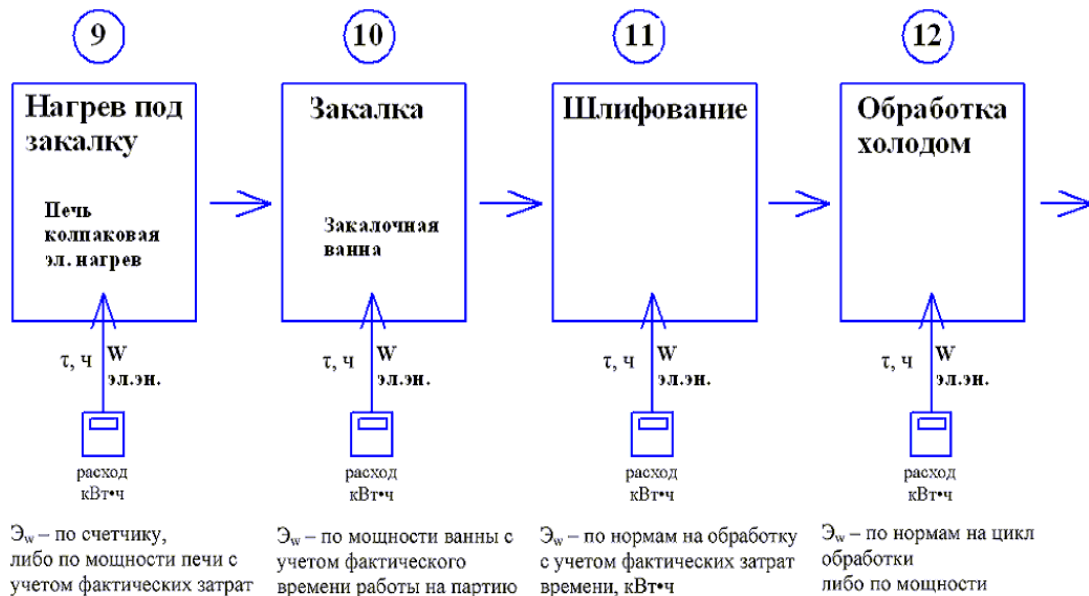 9
10
11
12
Нагрев под
закалку
Печь
колпаковая
эл. нагрев
Закалка
Закалочная
ванна
Шлифование
Обработка
холодом
τ, ч
W
эл.эн.
τ, ч
W
эл.эн.
τ, ч
W
эл.эн.
τ, ч
W
эл.эн.
расход
кВт•ч
расход
кВт•ч
расход
кВт•ч
расход
кВт•ч
Эw – по счетчику,
либо по мощности печи с
учетом фактических затрат
Эw – по мощности ванны с
учетом фактического
времени работы на партию
Эw – по нормам на обработку
с учетом фактических затрат
времени, кВт•ч
Эw – по нормам на цикл
обработки
либо по мощности